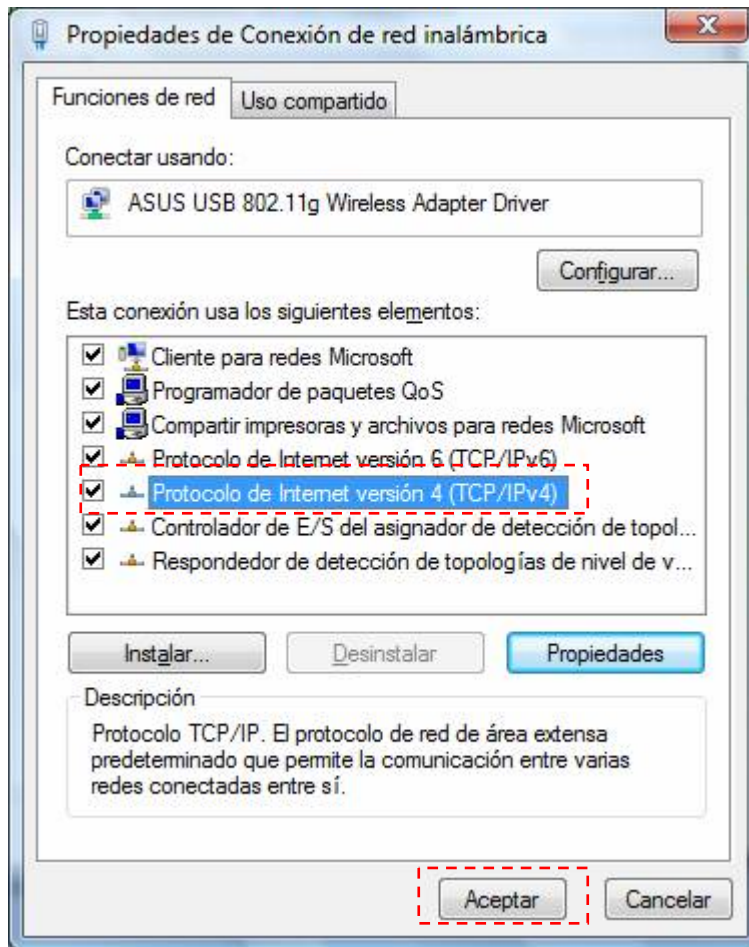 Propiedades de Conexión de red inalámbrica
Funciones de red
Uso compartido
Conectar usando:
ASUS USB 802.11g Wireless Adapter Driver
Configurar...
Esta conexión usa los siguientes elementos:
Cliente para redes Microsoft
Programador de paquetes QoS
Compartir impresoras y archivos para redes Microsoft
Protocolo de Internet versión 6 (TCP/IPv6)
Protocolo de Internet versión 4 (TCP/IPv4)
Controlador de E/S del asignador de detección de topol...
Respondedor de detección de topologías de nivel de v...
Instalar...
Desinstalar
Propiedades
Descripción
Protocolo TCP/IP. El protocolo de red de área extensa
predeterminado que permite la comunicación entre varias
redes conectadas entre sí.
Aceptar
Cancelar